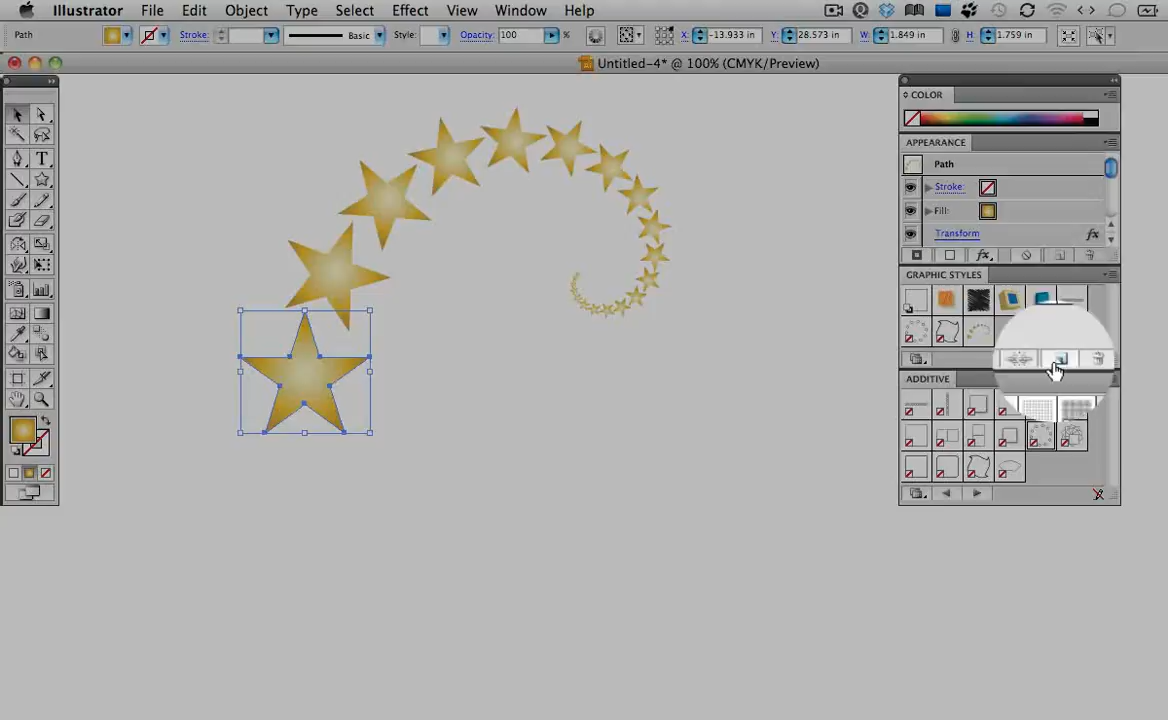 Illustrator File Edit Object Type Select Effect View Window Help
Path Stroke: Basic Style: Opacity: 100 % X: -13.933 in Y: 28.573 in W: 1.849 in H: 1.759 in
Untitled-4* @ 100% (CMYK/Preview)
COLOR
APPEARANCE
Path
Stroke:
Fill:
Transform fx
fx
GRAPHIC STYLES
ADDITIVE
T